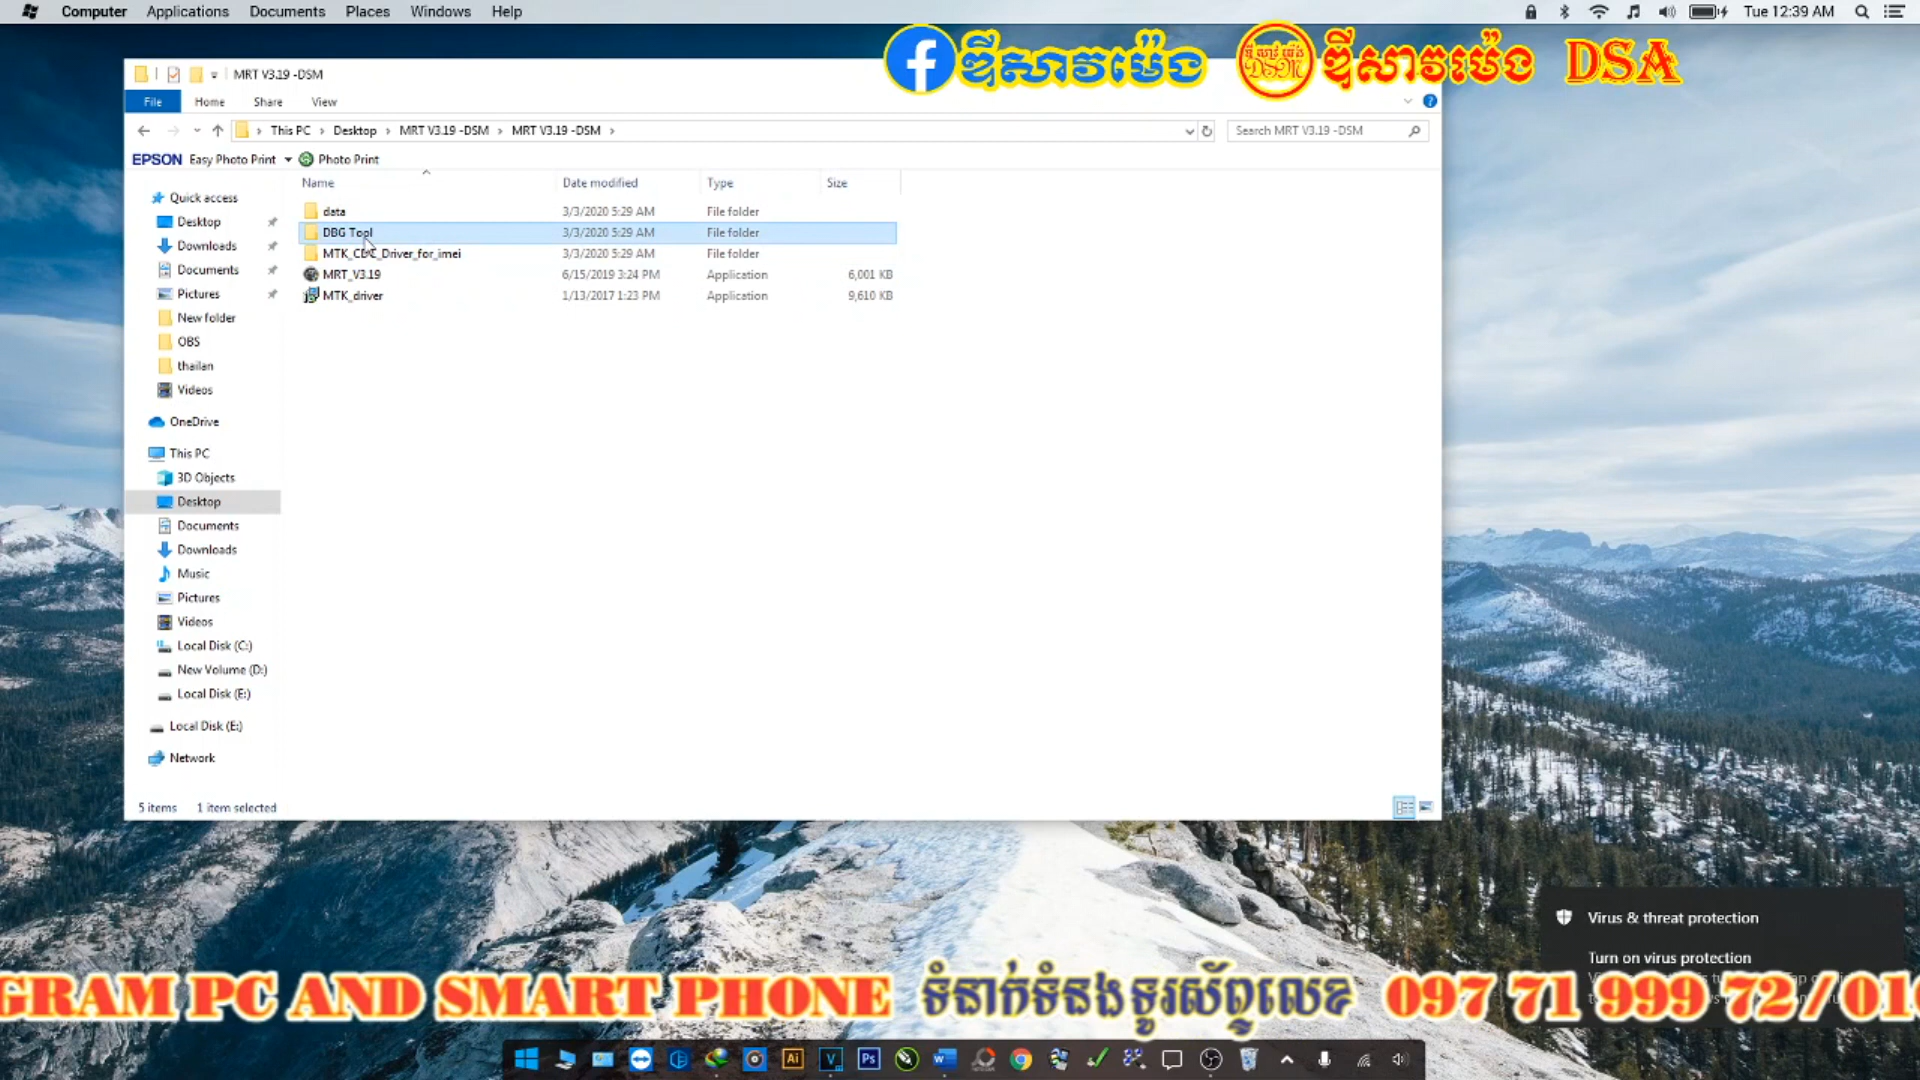 Computer Applications Documents Places Windows Help
Tue 12:39 AM
ឌីសាវម៉េង ឌីសាវម៉េង DSA
MRT V3.19 -DSM
File Home Share View
This PC Desktop MRT V3.19 -DSM MRT V3.19 -DSM
Search MRT V3.19 -DSM
EPSON Easy Photo Print Photo Print
Name Date modified Type Size
data 3/3/2020 5:29 AM File folder
DBG Tool 3/3/2020 5:29 AM File folder
MTK_CDC_Driver_for_imei 3/3/2020 5:29 AM File folder
MRT_V3.19 6/15/2019 3:24 PM Application 6,001 KB
MTK_driver 1/13/2017 1:23 PM Application 9,610 KB
Quick access
Desktop
Downloads
Documents
Pictures
New folder
OBS
thailan
Videos
OneDrive
This PC
3D Objects
Desktop
Documents
Downloads
Music
Pictures
Videos
Local Disk (C:)
New Volume (D:)
Local Disk (E:)
Local Disk (E:)
Network
5 items 1 item selected
Virus & threat protection
Turn on virus protection
GRAM PC AND SMART PHONE ទំនាក់ទំនងទូរស័ព្ទលេខ 097 71 999 72/010